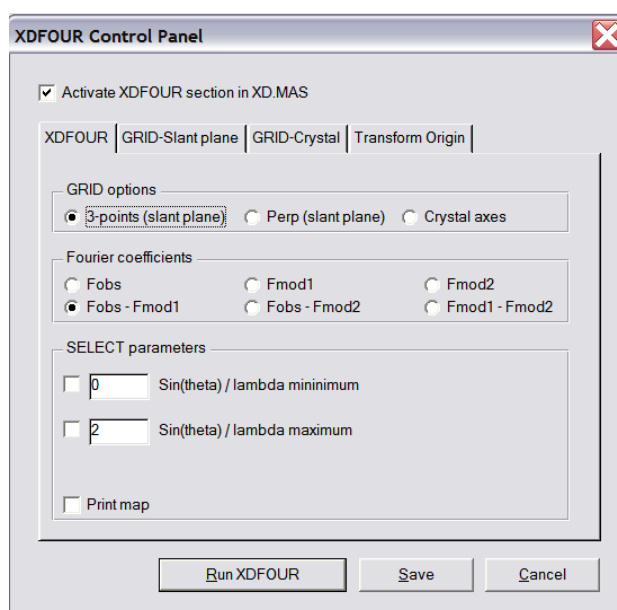 XDFOUR Control Panel
Activate XDFOUR section in XD.MAS
XDFOUR GRID-Slant plane GRID-Crystal Transform Origin
GRID options
3-points (slant plane) Perp (slant plane) Crystal axes
Fourier coefficients
Fobs Fmod1 Fmod2
Fobs - Fmod1 Fobs - Fmod2 Fmod1 - Fmod2
SELECT parameters
0 Sin(theta) / lambda mininimum
2 Sin(theta) / lambda maximum
Print map
Run XDFOUR Save Cancel